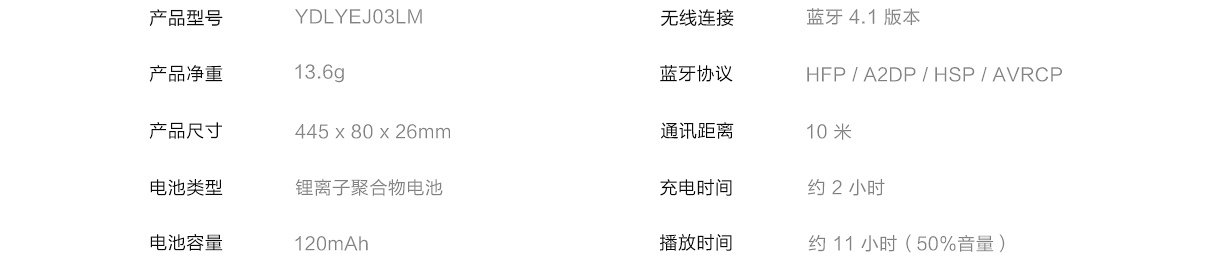 产品型号 YDLYEJ03LM 无线连接 蓝牙 4.1 版本
产品净重 13.6g 蓝牙协议 HFP / A2DP / HSP / AVRCP
产品尺寸 445 x 80 x 26mm 通讯距离 10 米
电池类型 锂离子聚合物电池 充电时间 约 2 小时
电池容量 120mAh 播放时间 约 11 小时（50%音量）